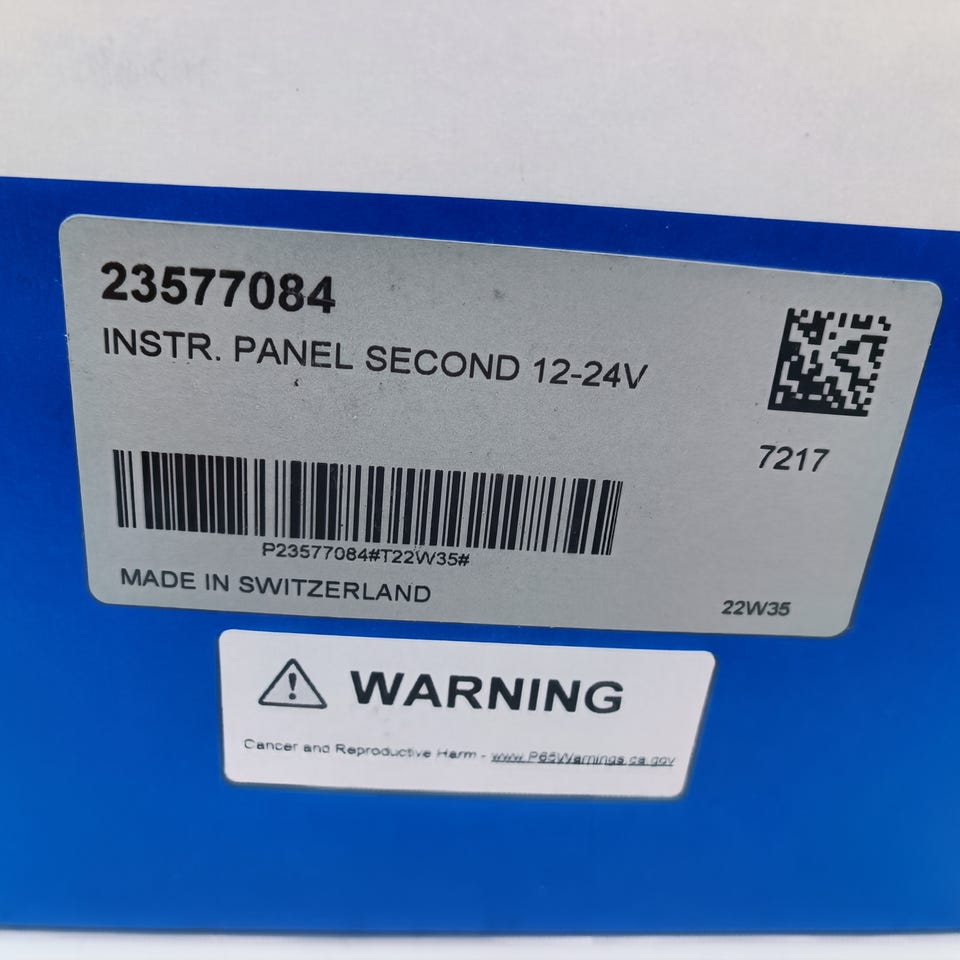 23577084
INSTR. PANEL SECOND 12-24V
7217
P23577084#T22W35#
MADE IN SWITZERLAND
22W35
WARNING
Cancer and Reproductive Harm - www.P65Warnings.ca.gov